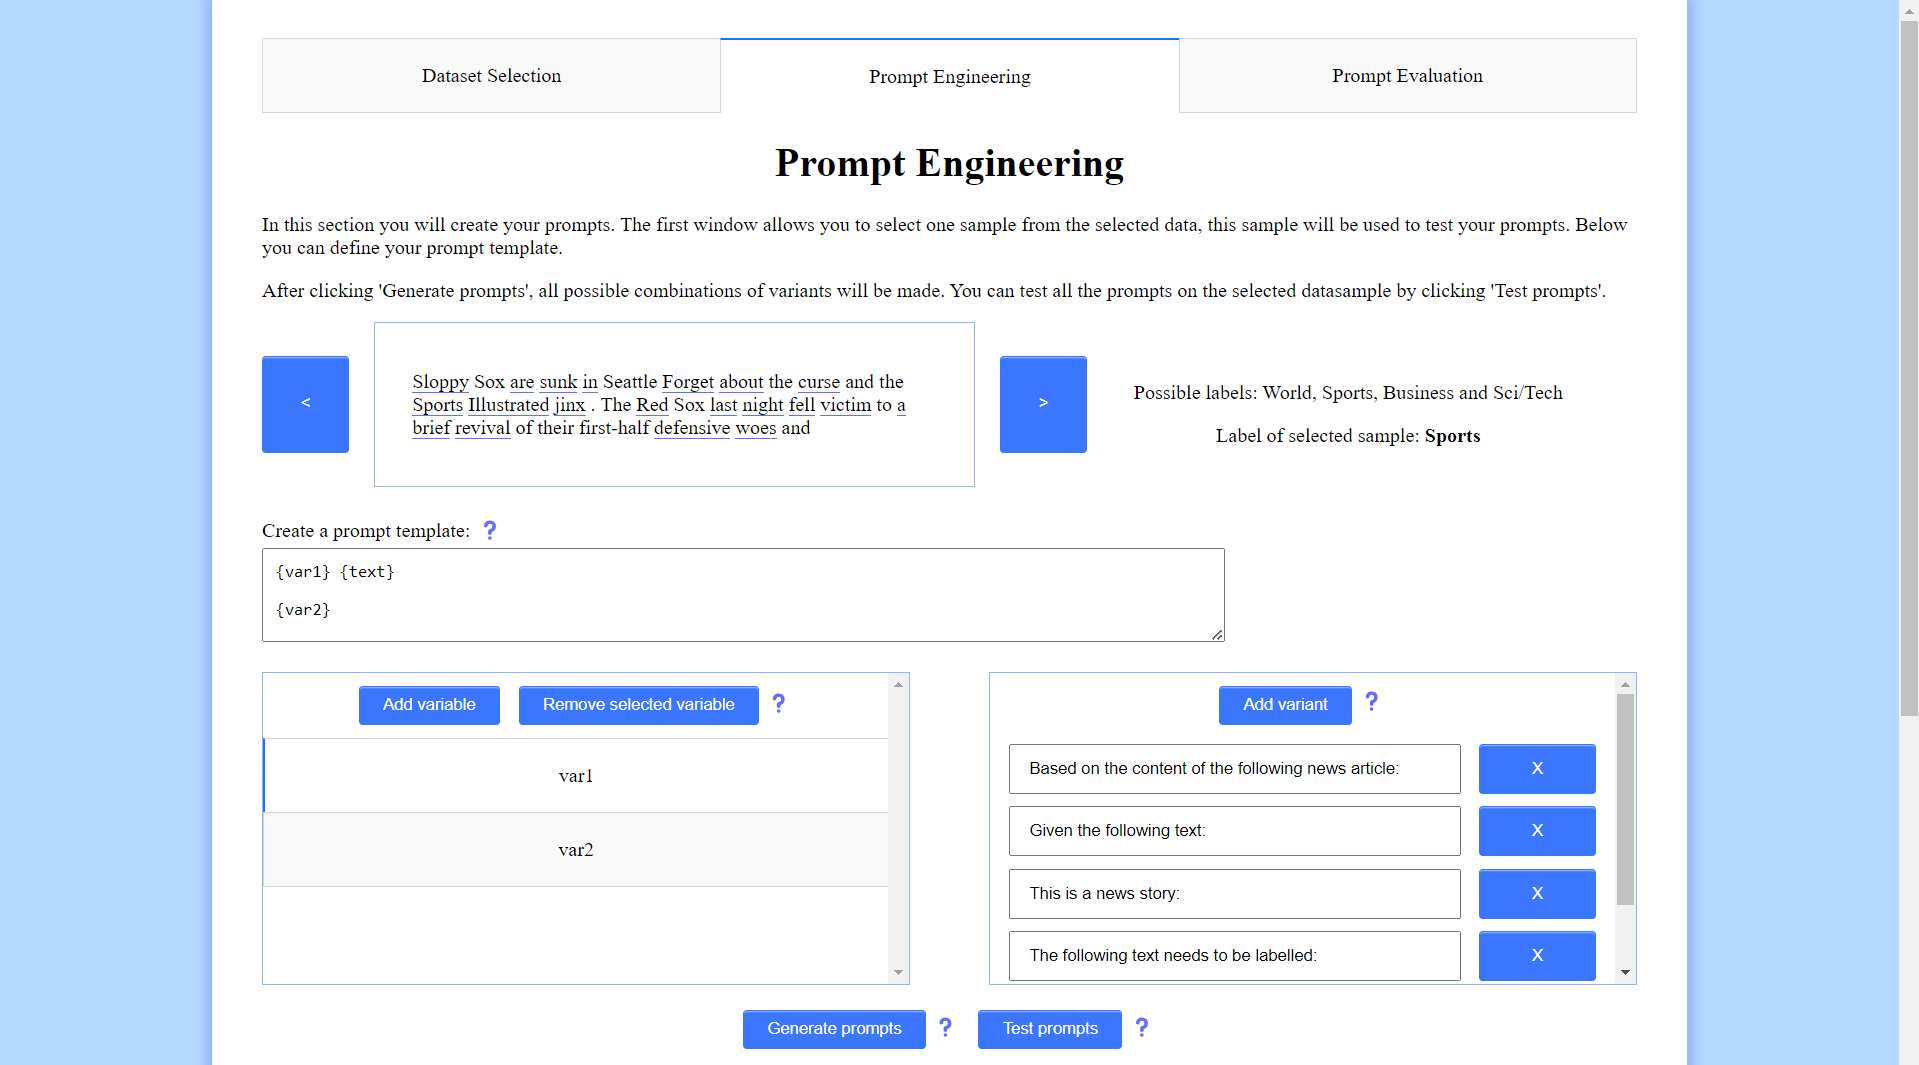 Dataset Selection
Prompt Engineering
Prompt Evaluation
Prompt Engineering
In this section you will create your prompts. The first window allows you to select one sample from the selected data, this sample will be used to test your prompts. Below
you can define your prompt template.
After clicking 'Generate prompts', all possible combinations of variants will be made. You can test all the prompts on the selected datasample by clicking 'Test prompts'.
<
Sloppy Sox are sunk in Seattle Forget about the curse and the
Sports Illustrated jinx . The Red Sox last night fell victim to a
brief revival of their first-half defensive woes and
>
Possible labels: World, Sports, Business and Sci/Tech
Label of selected sample: Sports
Create a prompt template: ?
{var1} {text}
{var2}
Add variable
Remove selected variable
?
var1
var2
Add variant
?
Based on the content of the following news article:
X
Given the following text:
X
This is a news story:
X
The following text needs to be labelled:
X
Generate prompts
?
Test prompts
?